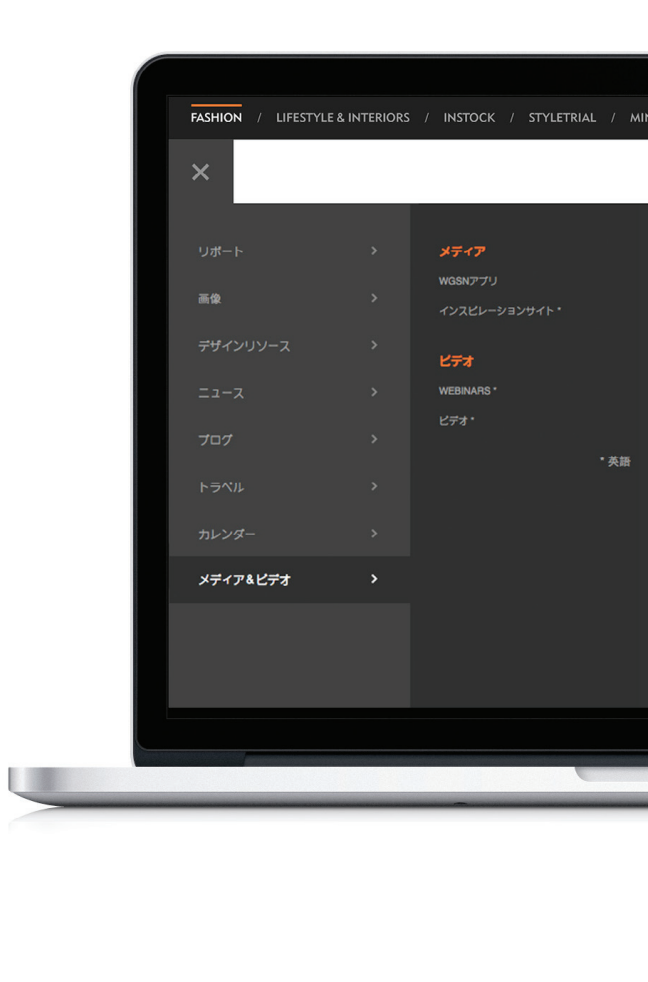 FASHION / LIFESTYLE & INTERIORS / INSTOCK / STYLETRIAL /
リポート
画像
デザインリソース
ニュース
ブログ
トラベル
カレンダー
メディア&ビデオ
メディア
WGSNアプリ
インスピレーションサイト *
ビデオ
WEBINARS *
ビデオ *
* 英語